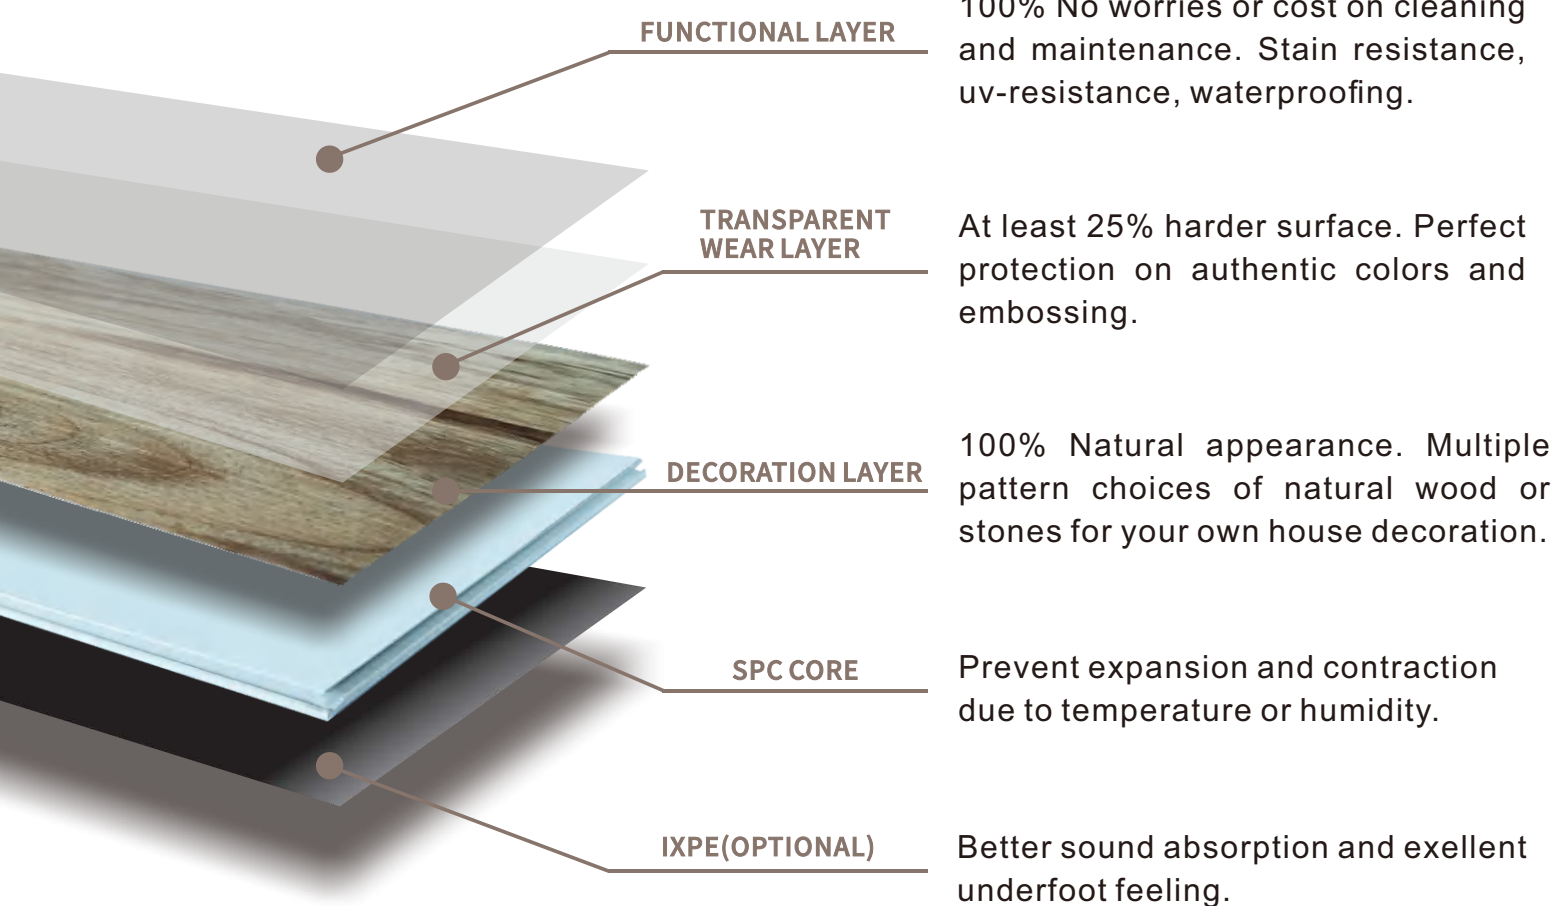 FUNCTIONAL LAYER
100% No worries or cost on cleaning
and maintenance. Stain resistance,
uv-resistance, waterproofing.
TRANSPARENT
WEAR LAYER
At least 25% harder surface. Perfect
protection on authentic colors and
embossing.
DECORATION LAYER
100% Natural appearance. Multiple
pattern choices of natural wood or
stones for your own house decoration.
SPC CORE
Prevent expansion and contraction
due to temperature or humidity.
IXPE(OPTIONAL)
Better sound absorption and exellent
underfoot feeling.